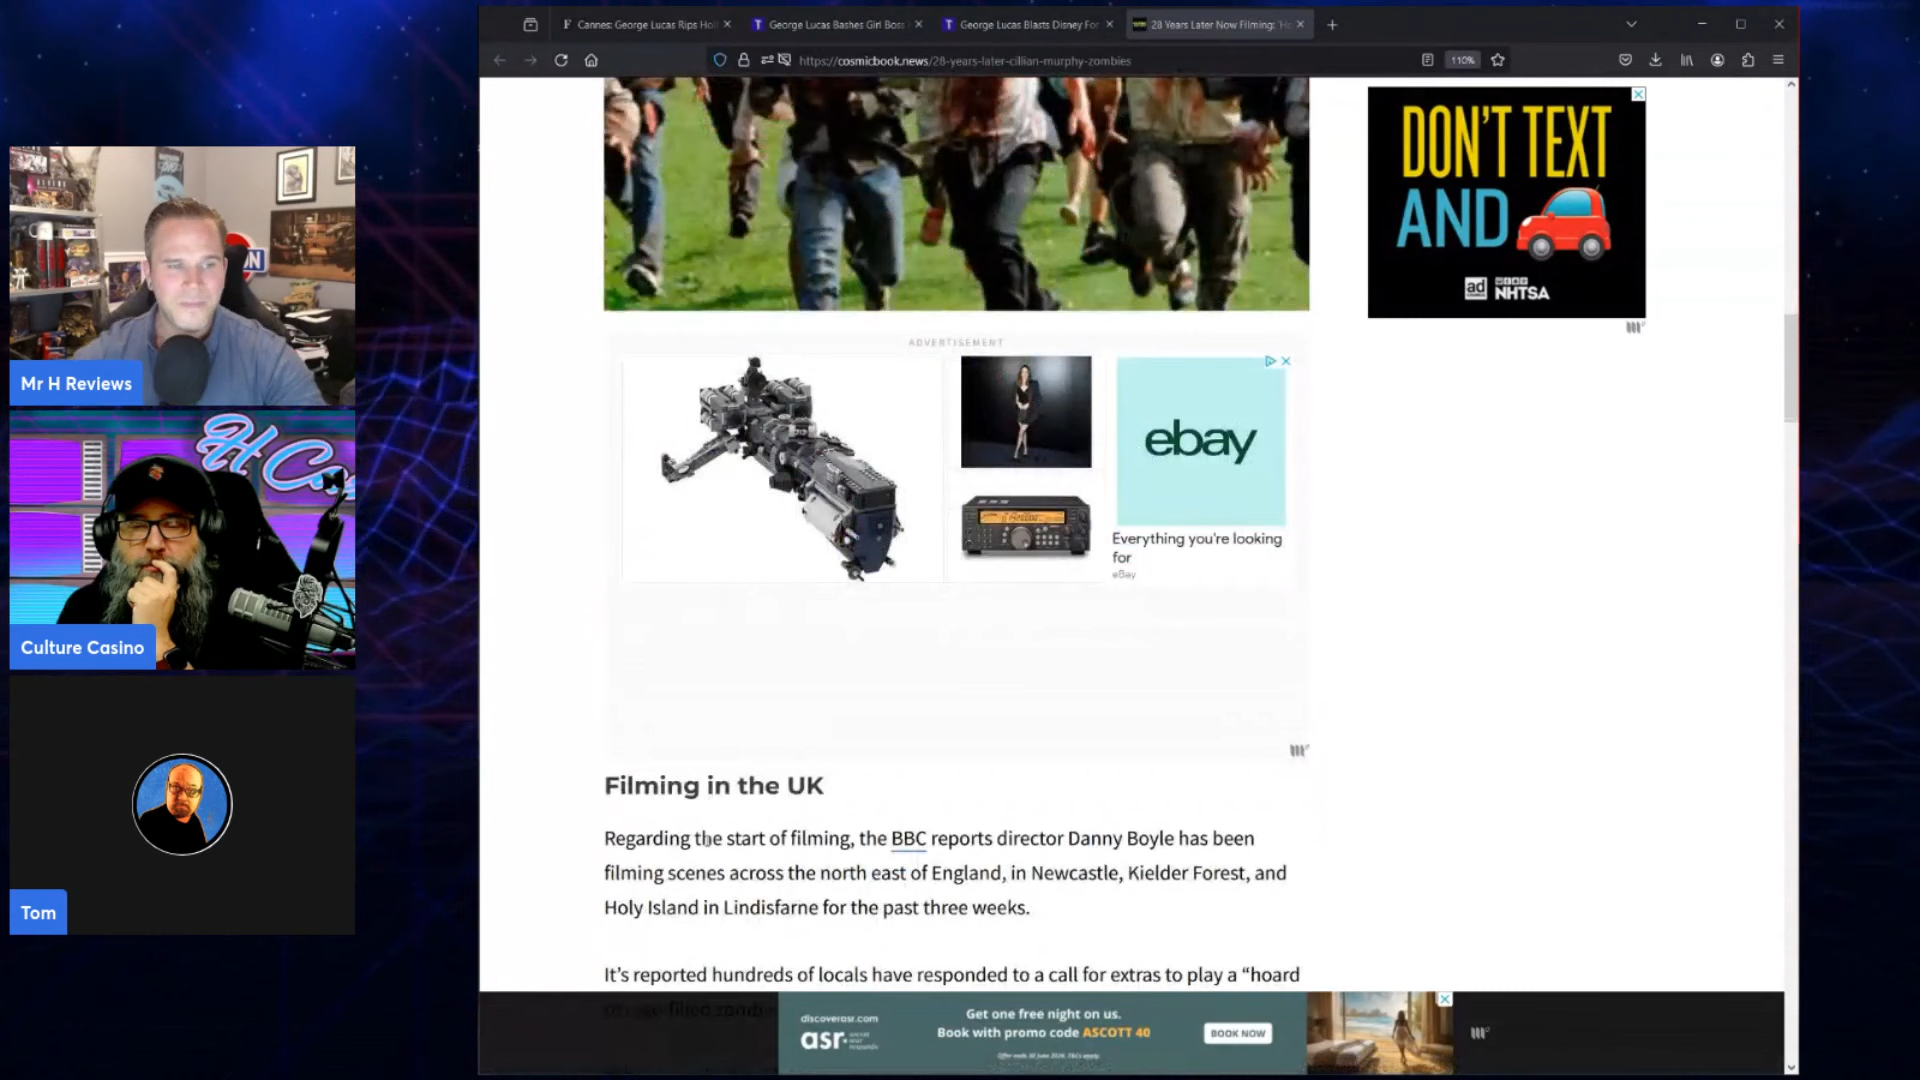 Cannes: George Lucas Rips Hol
George Lucas Bashes Girl Boss
George Lucas Blasts Disney For
28 Years Later Now Filming: 'H
https://cosmicbook.news/28-years-later-cillian-murphy-zombies
110%
DON'T TEXT
AND
ad
NHTSA
ADVERTISEMENT
ebay
Everything you're looking
for
eBay
Filming in the UK
Regarding the start of filming, the BBC reports director Danny Boyle has been
filming scenes across the north east of England, in Newcastle, Kielder Forest, and
Holy Island in Lindisfarne for the past three weeks.
It's reported hundreds of locals have responded to a call for extras to play a “hoard
discoverasr.com
asr
Get one free night on us.
Book with promo code ASCOTT 40
BOOK NOW
Mr H Reviews
Culture Casino
Tom